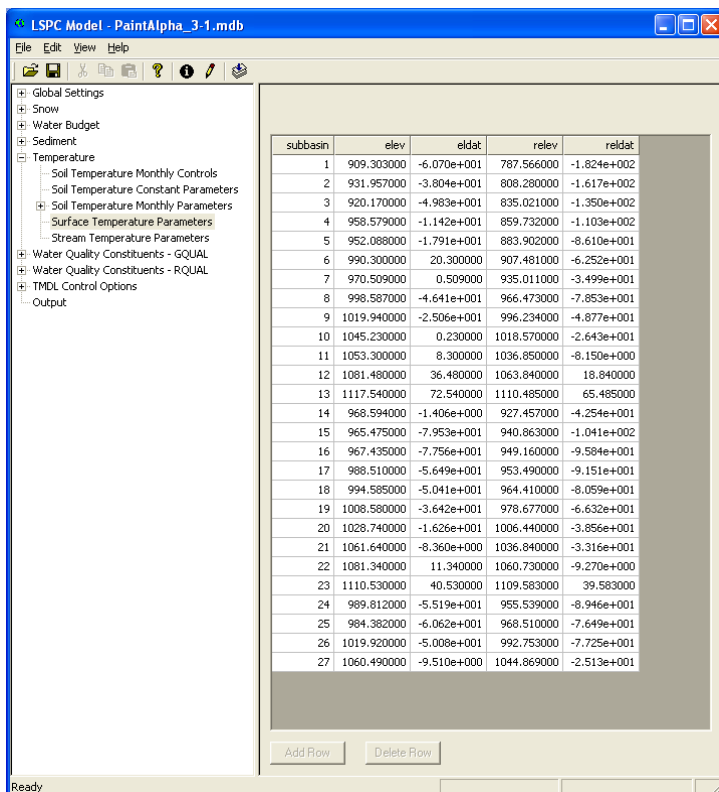 LSPC Model - PaintAlpha_3-1.mdb
File Edit View Help
Global Settings
Snow
Water Budget
Sediment
Temperature
Soil Temperature Monthly Controls
Soil Temperature Constant Parameters
Soil Temperature Monthly Parameters
Surface Temperature Parameters
Stream Temperature Parameters
Water Quality Constituents - GQUAL
Water Quality Constituents - RQUAL
TMDL Control Options
Output
subbasin elev eldat relev reldat
1 909.303000 -6.070e+001 787.566000 -1.824e+002
2 931.957000 -3.804e+001 808.280000 -1.617e+002
3 920.170000 -4.983e+001 835.021000 -1.350e+002
4 958.579000 -1.142e+001 859.732000 -1.103e+002
5 952.088000 -1.791e+001 883.902000 -8.610e+001
6 990.300000 20.300000 907.481000 -6.252e+001
7 970.509000 0.509000 935.011000 -3.499e+001
8 998.587000 -4.641e+001 966.473000 -7.853e+001
9 1019.940000 -2.506e+001 996.234000 -4.877e+001
10 1045.230000 0.230000 1018.570000 -2.643e+001
11 1053.300000 8.300000 1036.850000 -8.150e+000
12 1081.480000 36.480000 1063.840000 18.840000
13 1117.540000 72.540000 1110.485000 65.485000
14 968.594000 -1.406e+000 927.457000 -4.254e+001
15 965.475000 -7.953e+001 940.863000 -1.041e+002
16 967.435000 -7.756e+001 949.160000 -9.584e+001
17 988.510000 -5.649e+001 953.490000 -9.151e+001
18 994.585000 -5.041e+001 964.410000 -8.059e+001
19 1008.580000 -3.642e+001 978.677000 -6.632e+001
20 1028.740000 -1.626e+001 1006.440000 -3.856e+001
21 1061.640000 -8.360e+000 1036.840000 -3.316e+001
22 1081.340000 11.340000 1060.730000 -9.270e+000
23 1110.530000 40.530000 1109.583000 39.583000
24 989.812000 -5.519e+001 955.539000 -8.946e+001
25 984.382000 -6.062e+001 968.510000 -7.649e+001
26 1019.920000 -5.008e+001 992.753000 -7.725e+001
27 1060.490000 -9.510e+000 1044.869000 -2.513e+001
Add Row Delete Row
Ready